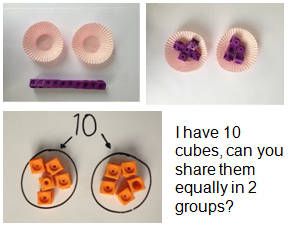 10
I have 10
cubes, can you
share them
equally in 2
groups?